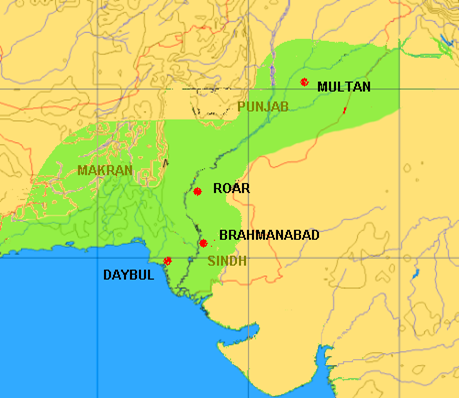 MULTAN
PUNJAB
MAKRAN
ROAR
BRAHMANABAD
SINDH
DAYBUL